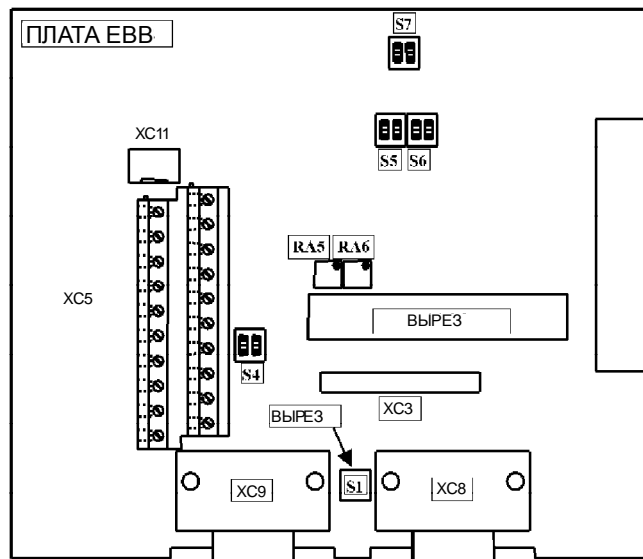 S7
ПЛАТА ЕВВ
XC11
S5 S6
RA5 RA6
XC5
ВЫРЕЗ
S4
XC3
ВЫРЕЗ
XC9
S1
XC8